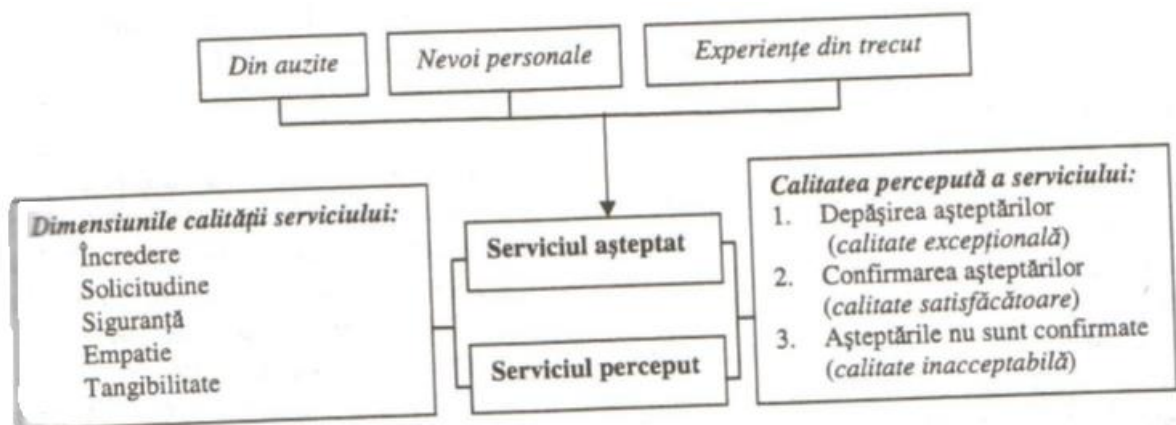 Din auzite
Nevoi personale
Experiențe din trecut
Dimensiunile calității serviciului:
Încredere
Solicitudine
Siguranță
Empatie
Tangibilitate
Serviciul așteptat
Serviciul perceput
Calitatea percepută a serviciului:
1. Depășirea așteptărilor
(calitate excepțională)
2. Confirmarea așteptărilor
(calitate satisfăcătoare)
3. Așteptările nu sunt confirmate
(calitate inacceptabilă)